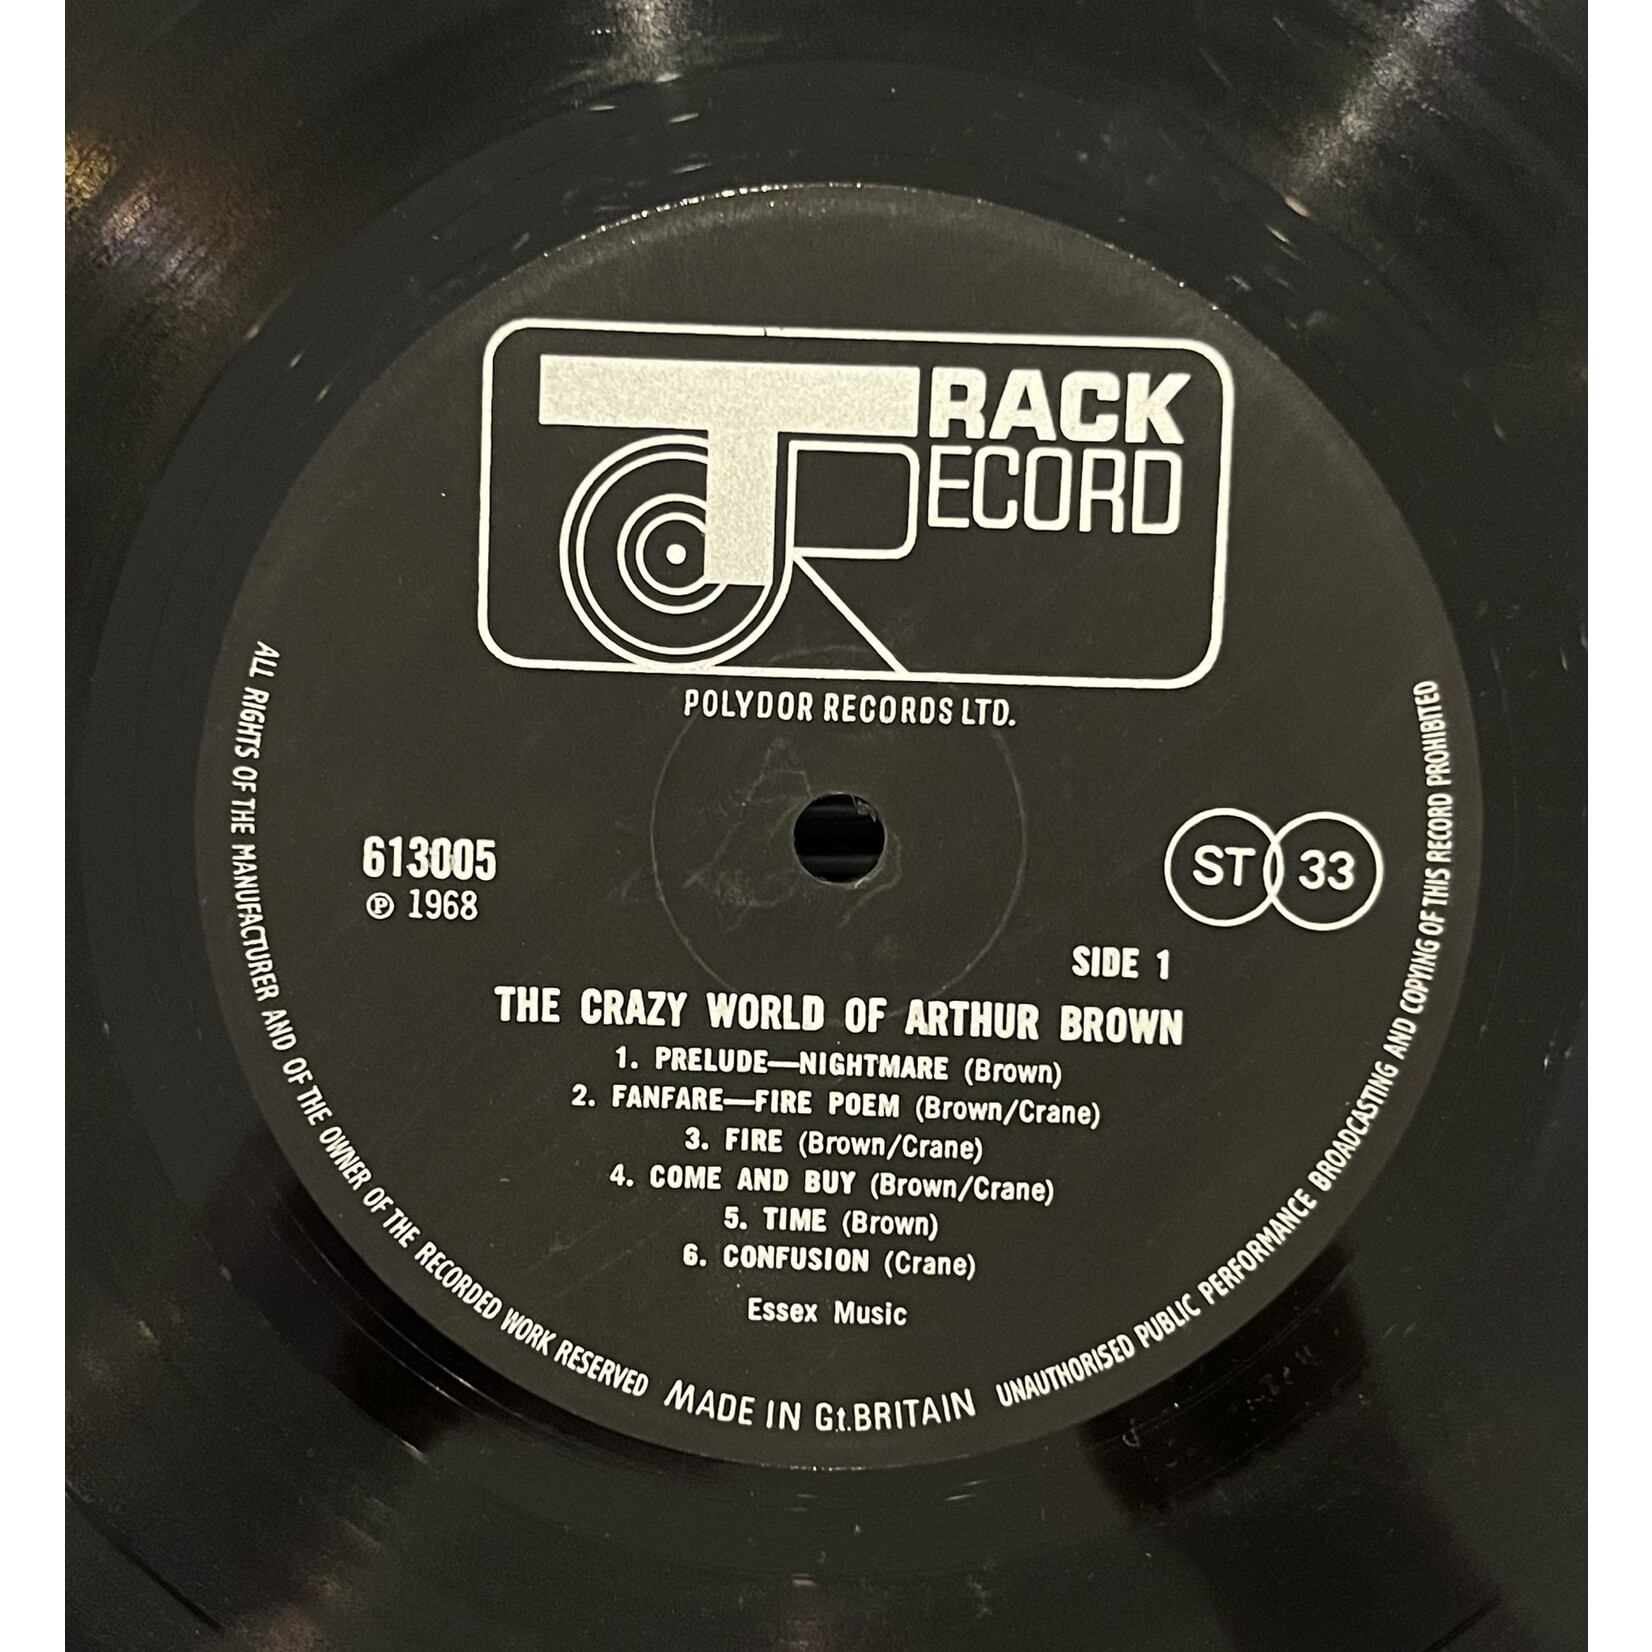 TRACK
RECORD
POLYDOR RECORDS LTD.
613005
℗ 1968
ST 33
SIDE 1
THE CRAZY WORLD OF ARTHUR BROWN
1. PRELUDE—NIGHTMARE (Brown)
2. FANFARE—FIRE POEM (Brown/Crane)
3. FIRE (Brown/Crane)
4. COME AND BUY (Brown/Crane)
5. TIME (Brown)
6. CONFUSION (Crane)
Essex Music
ALL RIGHTS OF THE MANUFACTURER AND OF THE OWNER OF THE RECORDED WORK RESERVED MADE IN Gt.BRITAIN UNAUTHORISED PUBLIC PERFORMANCE BROADCASTING AND COPYING OF THIS RECORD PROHIBITED